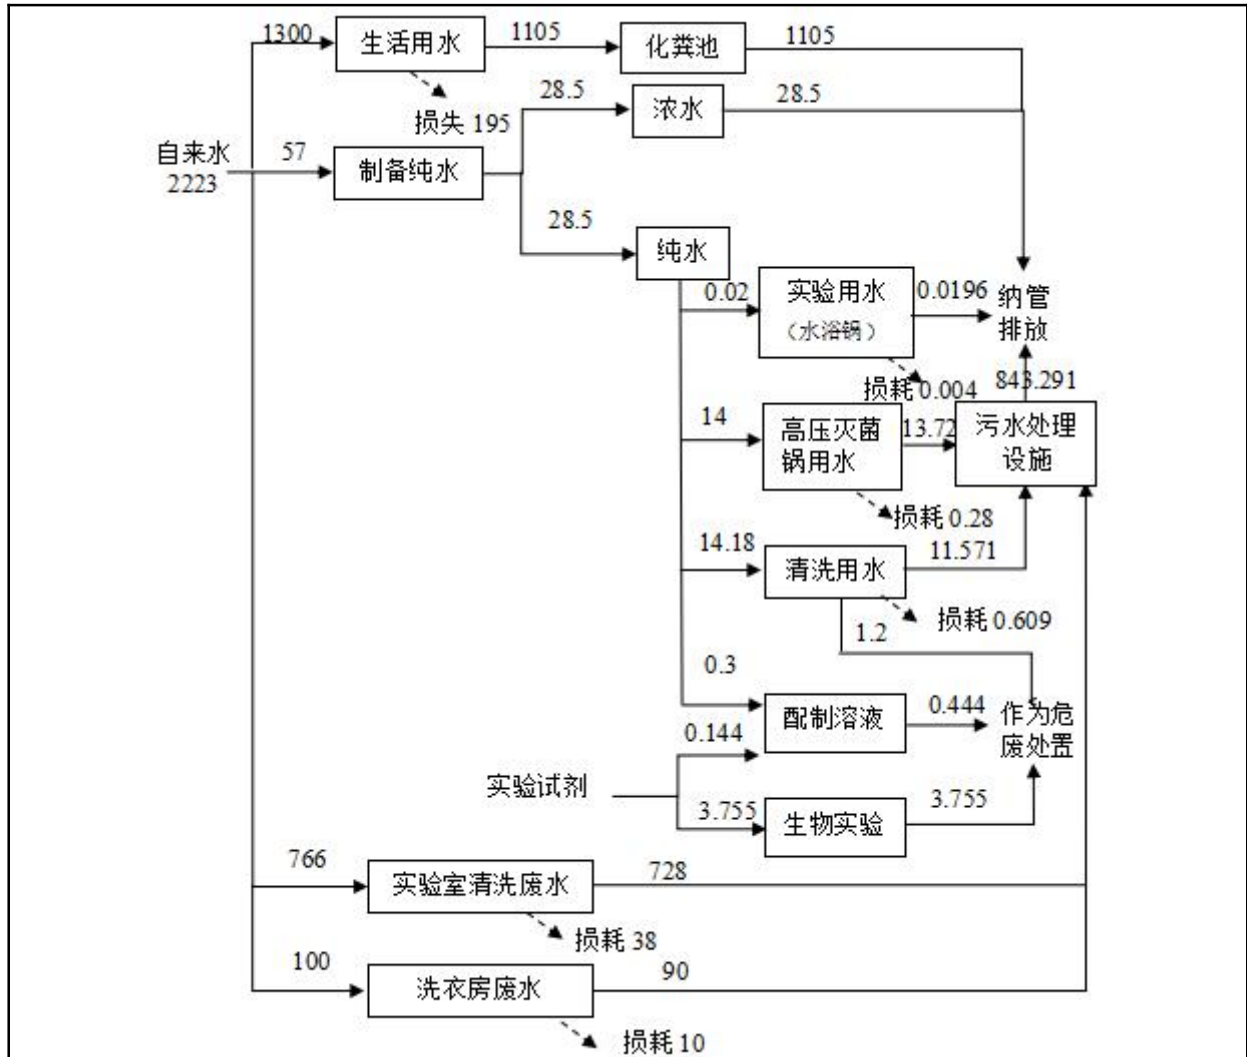 1300
生活用水
1105
化粪池
1105
损失 195
28.5
浓水
28.5
自来水
2223
57
制备纯水
28.5
纯水
0.02
实验用水
（水浴锅）
0.0196
纳管
排放
损耗 0.004
843.291
14
高压灭菌
锅用水
13.72
污水处理
设施
损耗 0.28
14.18
清洗用水
11.571
损耗 0.609
1.2
0.3
配制溶液
0.444
作为危
废处置
0.144
实验试剂
3.755
生物实验
3.755
766
实验室清洗废水
728
损耗 38
100
洗衣房废水
90
损耗 10